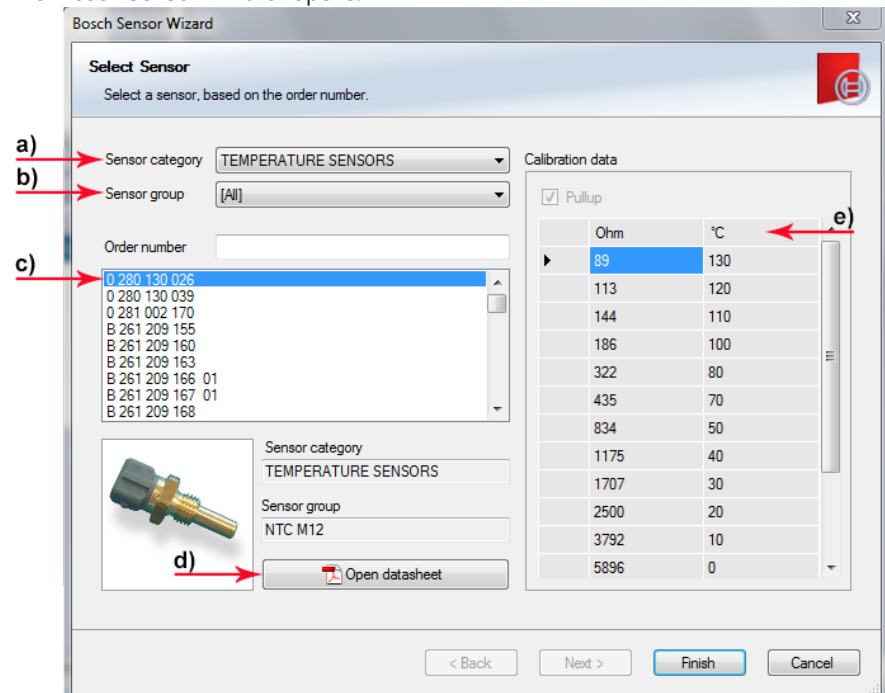 Bosch Sensor Wizard
Select Sensor
Select a sensor, based on the order number.
a)
Sensor category TEMPERATURE SENSORS
b)
Sensor group [All]
Order number
c)
0 280 130 026
0 280 130 039
0 281 002 170
B 261 209 155
B 261 209 160
B 261 209 163
B 261 209 166 01
B 261 209 167 01
B 261 209 168
Sensor category
TEMPERATURE SENSORS
Sensor group
NTC M12
d)
Open datasheet
Calibration data
Pullup
e)
Ohm °C
89 130
113 120
144 110
186 100
322 80
435 70
834 50
1175 40
1707 30
2500 20
3792 10
5896 0
< Back Next > Finish Cancel